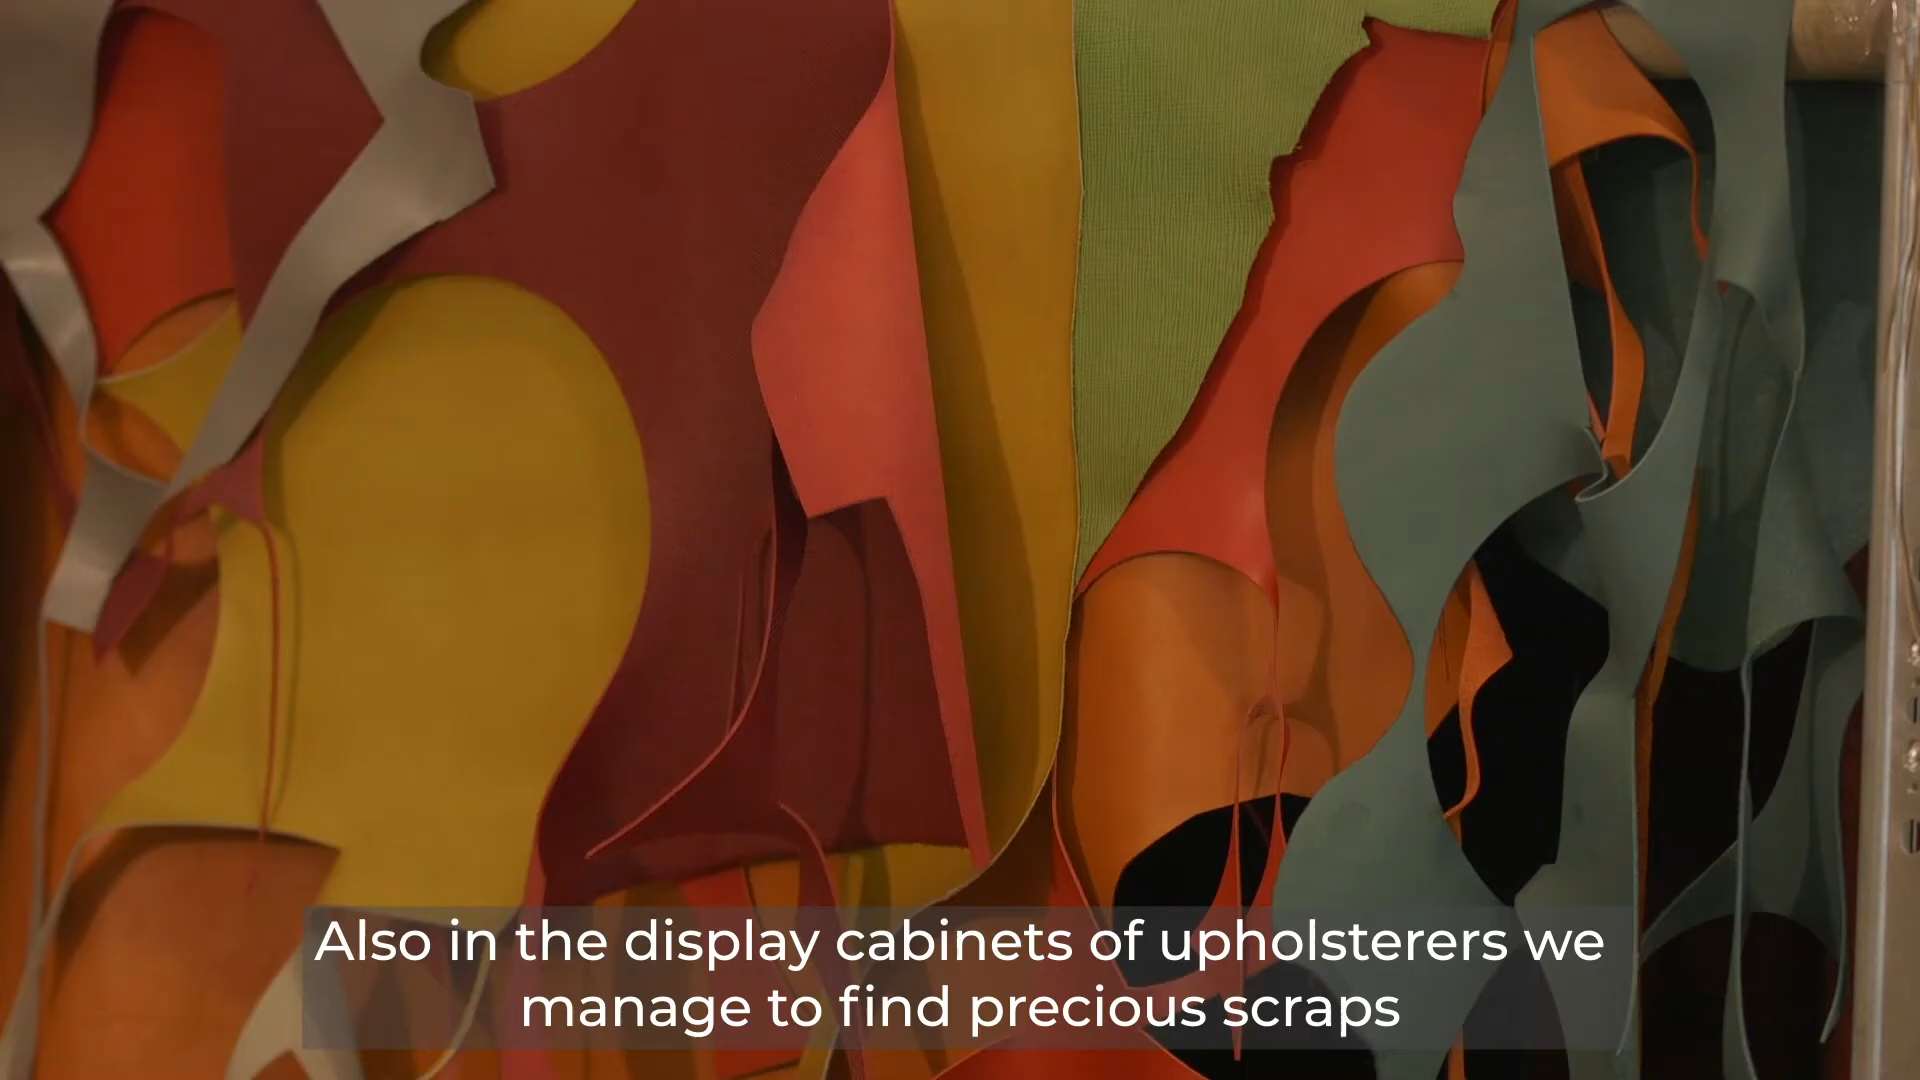 Also in the display cabinets of upholsterers we
manage to find precious scraps